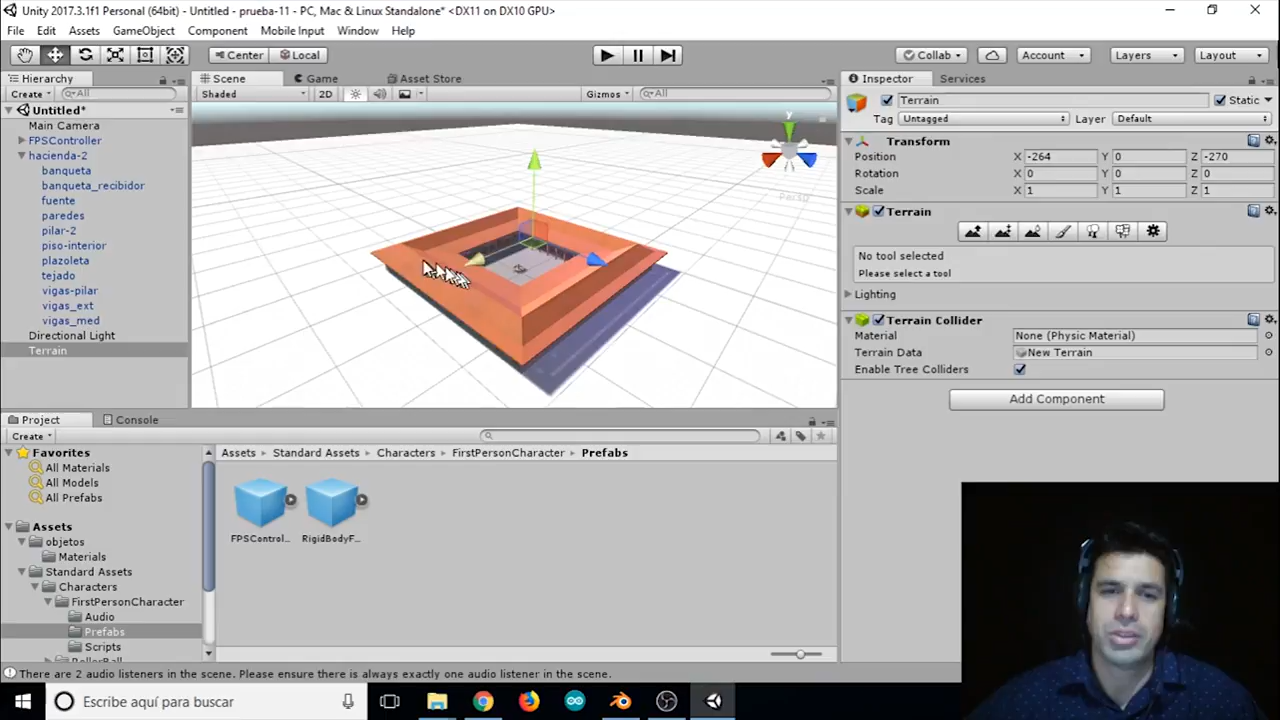 Unity 2017.3.1f1 Personal (64bit) - Untitled - prueba-11 - PC, Mac & Linux Standalone* <DX11 on DX10 GPU>
File Edit Assets GameObject Component Mobile Input Window Help
Center Local Collab Account Layers Layout
Hierarchy
Create All
Untitled*
Main Camera
FPSController
hacienda-2
banqueta
banqueta_recibidor
fuente
paredes
pilar-2
piso-interior
plazoleta
tejado
vigas-pilar
vigas_ext
vigas_med
Directional Light
Terrain
Scene Game Asset Store
Shaded 2D Gizmos All
y
Persp
Inspector Services
Terrain Static
Tag Untagged Layer Default
Transform
Position X -264 Y 0 Z -270
Rotation X 0 Y 0 Z 0
Scale X 1 Y 1 Z 1
Terrain
No tool selected
Please select a tool
Lighting
Terrain Collider
Material None (Physic Material)
Terrain Data New Terrain
Enable Tree Colliders
Add Component
Project Console
Create
Favorites
All Materials
All Models
All Prefabs
Assets
objetos
Materials
Standard Assets
Characters
FirstPersonCharacter
Audio
Prefabs
Scripts
RollerBall
Assets Standard Assets Characters FirstPersonCharacter Prefabs
FPSControl... RigidBodyF...
There are 2 audio listeners in the scene. Please ensure there is always exactly one audio listener in the scene.
Escribe aquí para buscar